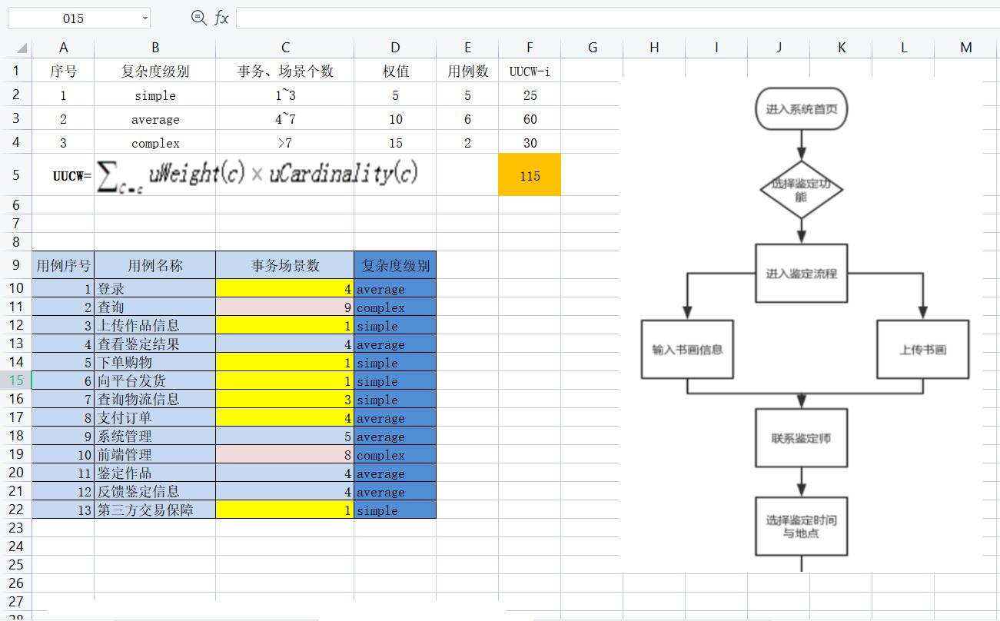 O15
fx
A B C D E F G H I J K L M
1 序号 复杂度级别 事务、场景个数 权值 用例数 UUCW-i
2 1 simple 1~3 5 5 25
3 2 average 4~7 10 6 60
4 3 complex >7 15 2 30
5 UUCW= ∑C=c uWeight(c) × uCardinality(c) 115
6
7
8
9 用例序号 用例名称 事务场景数 复杂度级别
10 1 登录 4 average
11 2 查询 9 complex
12 3 上传作品信息 1 simple
13 4 查看鉴定结果 4 average
14 5 下单购物 1 simple
15 6 向平台发货 1 simple
16 7 查询物流信息 3 simple
17 8 支付订单 4 average
18 9 系统管理 5 average
19 10 前端管理 8 complex
20 11 鉴定作品 4 average
21 12 反馈鉴定信息 4 average
22 13 第三方交易保障 1 simple
23
24
25
26
27
28
进入系统首页
选择鉴定功
能
进入鉴定流程
输入书画信息
上传书画
联系鉴定师
选择鉴定时间
与地点